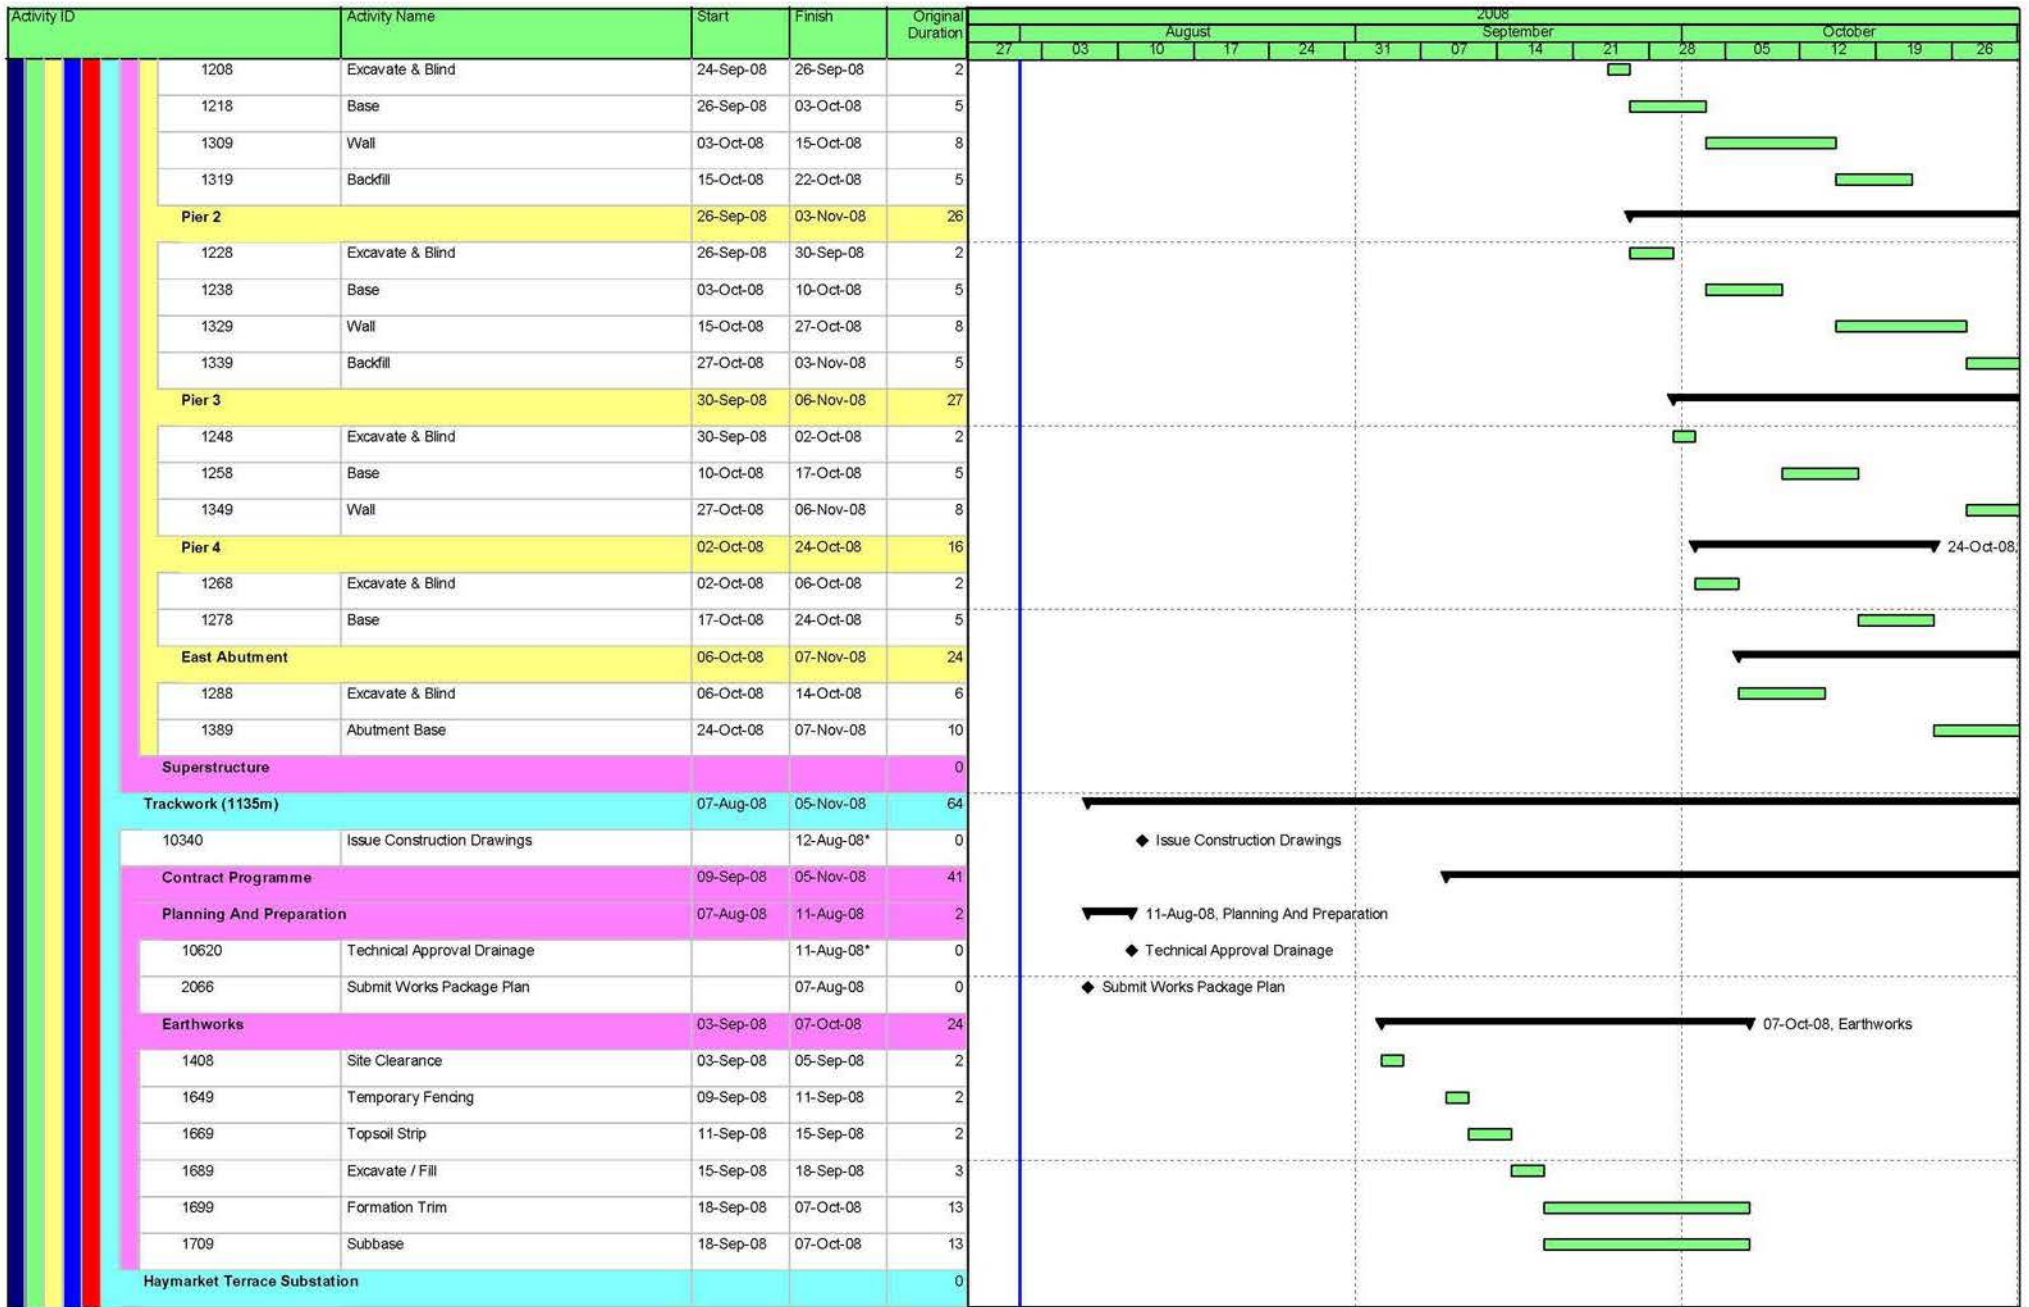 Activity ID Activity Name Start Finish Original Duration 2008
August September October
27 03 10 17 24 31 07 14 21 28 05 12 19 26
1208 Excavate & Blind 24-Sep-08 26-Sep-08 2
1218 Base 26-Sep-08 03-Oct-08 5
1309 Wall 03-Oct-08 15-Oct-08 8
1319 Backfill 15-Oct-08 22-Oct-08 5
Pier 2 26-Sep-08 03-Nov-08 26
1228 Excavate & Blind 26-Sep-08 30-Sep-08 2
1238 Base 03-Oct-08 10-Oct-08 5
1329 Wall 15-Oct-08 27-Oct-08 8
1339 Backfill 27-Oct-08 03-Nov-08 5
Pier 3 30-Sep-08 06-Nov-08 27
1248 Excavate & Blind 30-Sep-08 02-Oct-08 2
1258 Base 10-Oct-08 17-Oct-08 5
1349 Wall 27-Oct-08 06-Nov-08 8
Pier 4 02-Oct-08 24-Oct-08 16 24-Oct-08,
1268 Excavate & Blind 02-Oct-08 06-Oct-08 2
1278 Base 17-Oct-08 24-Oct-08 5
East Abutment 06-Oct-08 07-Nov-08 24
1288 Excavate & Blind 06-Oct-08 14-Oct-08 6
1389 Abutment Base 24-Oct-08 07-Nov-08 10
Superstructure 0
Trackwork (1135m) 07-Aug-08 05-Nov-08 64
10340 Issue Construction Drawings 12-Aug-08* 0 Issue Construction Drawings
Contract Programme 09-Sep-08 05-Nov-08 41
Planning And Preparation 07-Aug-08 11-Aug-08 2 11-Aug-08, Planning And Preparation
10620 Technical Approval Drainage 11-Aug-08* 0 Technical Approval Drainage
2066 Submit Works Package Plan 07-Aug-08 0 Submit Works Package Plan
Earthworks 03-Sep-08 07-Oct-08 24 07-Oct-08, Earthworks
1408 Site Clearance 03-Sep-08 05-Sep-08 2
1649 Temporary Fencing 09-Sep-08 11-Sep-08 2
1669 Topsoil Strip 11-Sep-08 15-Sep-08 2
1689 Excavate / Fill 15-Sep-08 18-Sep-08 3
1699 Formation Trim 18-Sep-08 07-Oct-08 13
1709 Subbase 18-Sep-08 07-Oct-08 13
Haymarket Terrace Substation 0